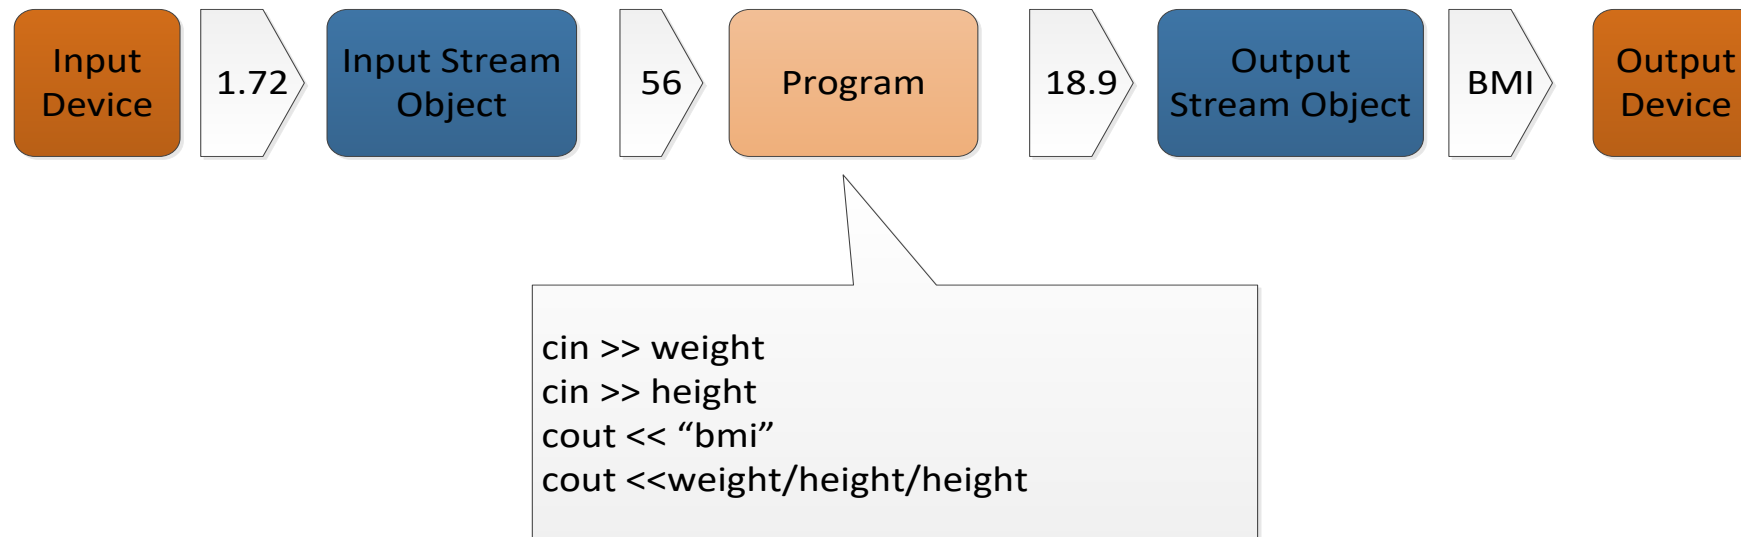 Input
Device
1.72
Input Stream
Object
56
Program
18.9
Output
Stream Object
BMI
Output
Device
cin >> weight
cin >> height
cout << “bmi”
cout <<weight/height/height